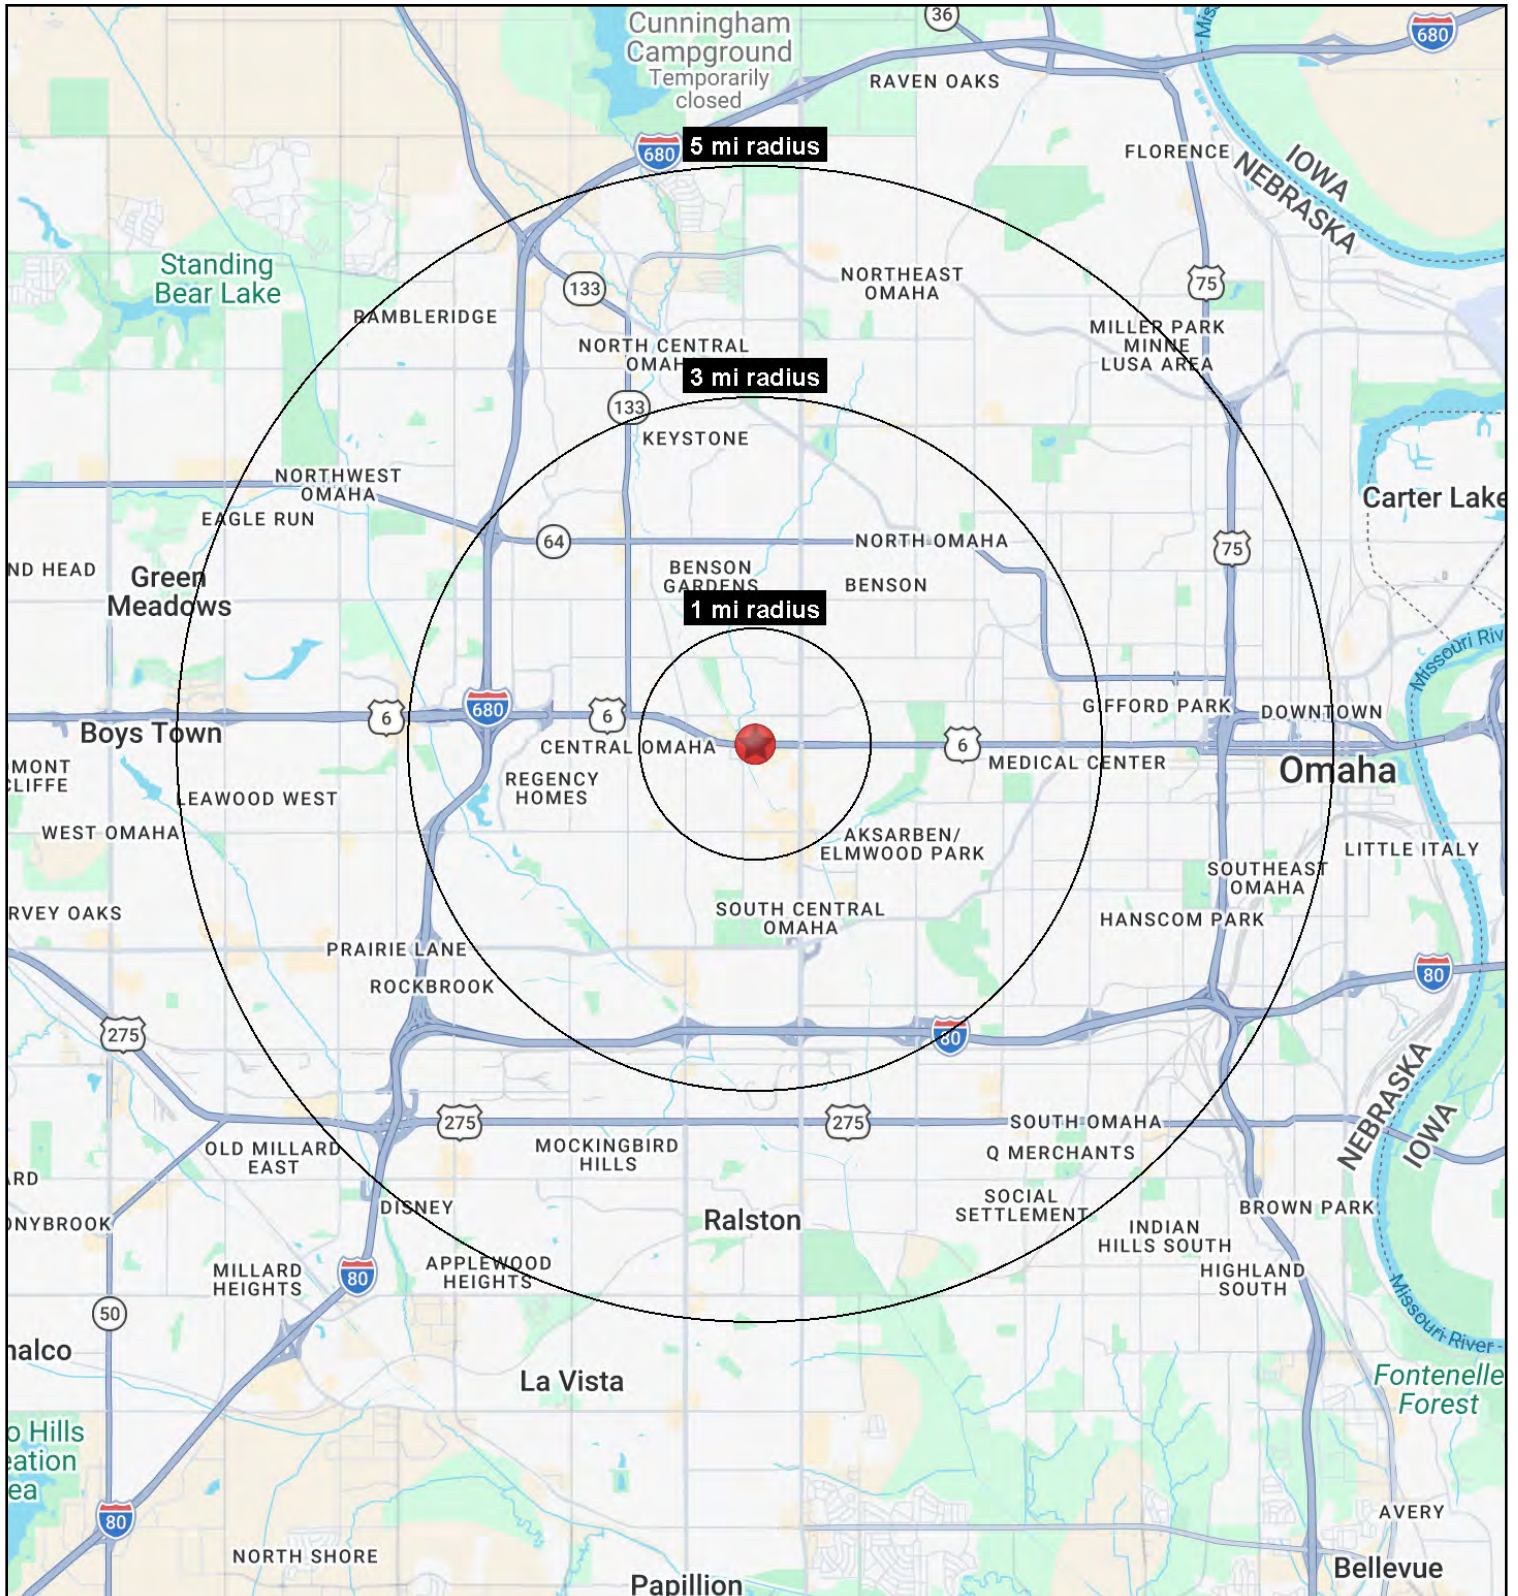 Cunningham
Campground
Temporarily
closed
36
680
RAVEN OAKS
680
5 mi radius
FLORENCE
IOWA
NEBRASKA
Standing
Bear Lake
133
NORTHEAST
OMAHA
75
RAMBLERIDGE
NORTH CENTRAL
OMAH
MILLER PARK
MINNE
LUSA AREA
3 mi radius
133
KEYSTONE
NORTHWEST
OMAHA
Carter Lake
EAGLE RUN
64
NORTH OMAHA
75
ND HEAD
Green
Meadows
BENSON
GARDENS
BENSON
1 mi radius
Missouri Riv
680
6
6
GIFFORD PARK
DOWNTOWN
Boys Town
CENTRAL OMAHA
6
MEDICAL CENTER
Omaha
MONT
CLIFFE
REGENCY
HOMES
LEAWOOD WEST
WEST OMAHA
AKSARBEN/
ELMWOOD PARK
LITTLE ITALY
SOUTHEAST
OMAHA
RVEY OAKS
SOUTH CENTRAL
OMAHA
HANSCOM PARK
PRAIRIE LANE
80
ROCKBROOK
275
80
NEBRASKA
IOWA
275
275
SOUTH OMAHA
OLD MILLARD
EAST
MOCKINGBIRD
HILLS
Q MERCHANTS
ARD
DISNEY
SOCIAL
SETTLEMENT
BROWN PARK
ONYBROOK
Ralston
INDIAN
HILLS SOUTH
MILLARD
HEIGHTS
80
APPLEWOOD
HEIGHTS
HIGHLAND
SOUTH
50
Missouri River
nalco
La Vista
Fontenelle
Forest
o Hills
eation
ea
80
AVERY
NORTH SHORE
Bellevue
Papillion